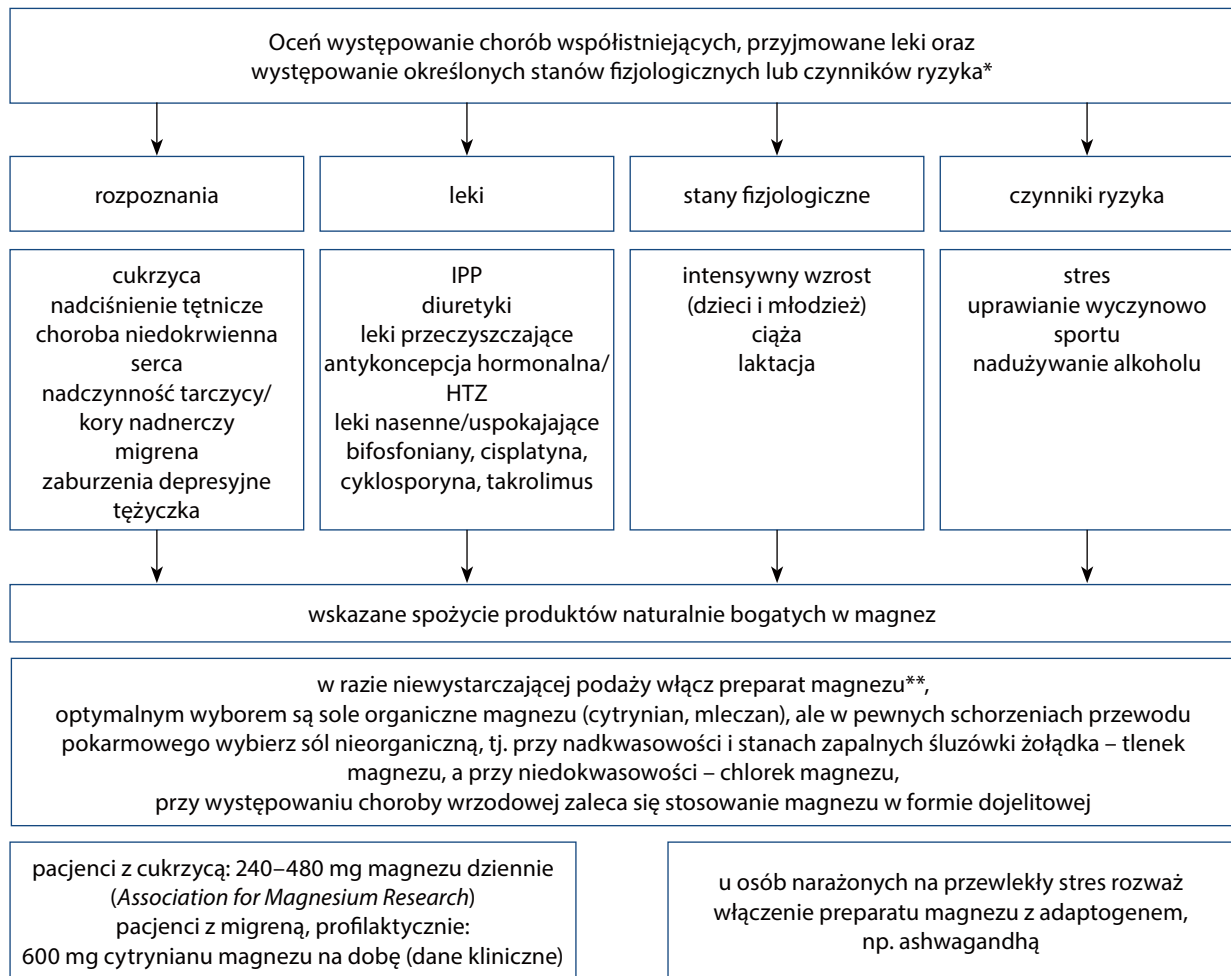 Oceń występowanie chorób współistniejących, przyjmowane leki oraz
występowanie określonych stanów fizjologicznych lub czynników ryzyka*
rozpoznania
leki
stany fizjologiczne
czynniki ryzyka
cukrzyca
nadciśnienie tętnicze
choroba niedokrwienna
serca
nadczynność tarczycy/
kory nadnerczy
migrena
zaburzenia depresyjne
tężyczka
IPP
diuretyki
leki przeczyszczające
antykoncepcja hormonalna/
HTZ
leki nasenne/uspokajające
bifosfoniany, cisplatyna,
cyklosporyna, takrolimus
intensywny wzrost
(dzieci i młodzież)
ciąża
laktacja
stres
uprawianie wyczynowo
sportu
nadużywanie alkoholu
wskazane spożycie produktów naturalnie bogatych w magnez
w razie niewystarczającej podaży włącz preparat magnezu**,
optymalnym wyborem są sole organiczne magnezu (cytrynian, mleczan), ale w pewnych schorzeniach przewodu
pokarmowego wybierz sól nieorganiczną, tj. przy nadkwasowości i stanach zapalnych śluzówki żołądka – tlenek
magnezu, a przy niedokwasowości – chlorek magnezu,
przy występowaniu choroby wrzodowej zaleca się stosowanie magnezu w formie dojelitowej
pacjenci z cukrzycą: 240–480 mg magnezu dziennie
(Association for Magnesium Research)
pacjenci z migreną, profilaktycznie:
600 mg cytrynianu magnezu na dobę (dane kliniczne)
u osób narażonych na przewlekły stres rozważ
włączenie preparatu magnezu z adaptogenem,
np. ashwagandhą